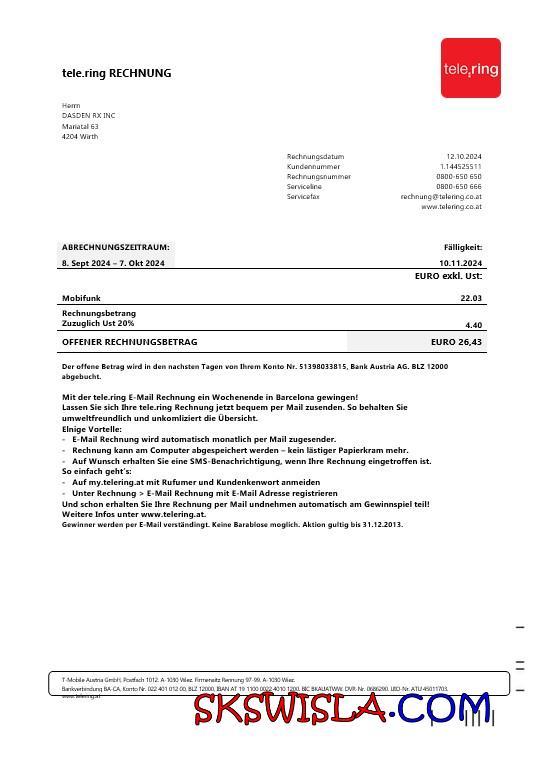 tele.ring
tele.ring RECHNUNG
Herrn
DASDEN RX INC
Mariatal 63
4204 Wirth
Rechnungsdatum 12.10.2024
Kundennummer 1.144525511
Rechnungsnummer 0800-650 650
Serviceline 0800-650 666
Servicefax rechnung@telering.co.at
www.telering.co.at
ABRECHNUNGSZEITRAUM: Fälligkeit:
8. Sept 2024 – 7. Okt 2024 10.11.2024
EURO exkl. Ust:
Mobifunk 22.03
Rechnungsbetrang
Zuzuglich Ust 20% 4.40
OFFENER RECHNUNGSBETRAG EURO 26,43
Der offene Betrag wird in den nachsten Tagen von Ihrem Konto Nr. 51398033815, Bank Austria AG. BLZ 12000
abgebucht.
Mit der tele.ring E-Mail Rechnung ein Wochenende in Barcelona gewingen!
Lassen Sie sich Ihre tele.ring Rechnung jetzt bequem per Mail zusenden. So behalten Sie
umweltfreundlich und unkomliziert die Übersicht.
Elnige Vortelle:
- E-Mail Rechnung wird automatisch monatlich per Mail zugesender.
- Rechnung kann am Computer abgespeichert werden – kein lästiger Papierkram mehr.
- Auf Wunsch erhalten Sie eine SMS-Benachrichtigung, wenn Ihre Rechnung eingetroffen ist.
So einfach geht's:
- Auf my.telering.at mit Rufumer und Kundenkenwort anmeiden
- Unter Rechnung > E-Mail Rechnung mit E-Mail Adresse registrieren
Und schon erhalten Sie Ihre Rechnung per Mail undnehmen automatisch am Gewinnspiel teil!
Weitere Infos unter www.telering.at.
Gewinner werden per E-Mail verständingt. Keine Barablose moglich. Aktion gultig bis 31.12.2013.
T-Mobile Austria GmbH, Postfach 1012. A-1030 Wiez. Firmensitz Rennung 97-99. A-1030 Wiez.
Bankverbindung BA-CA, Konto Nr. 022 401 012 00, BLZ 12000, IBAN AT 19 1100 0022 4010 1200. BIC BKAUATWW. DVR-Nr. 0686290. UID-Nr. ATU 45011703.
www.telering.at
SKSWISLA.COM